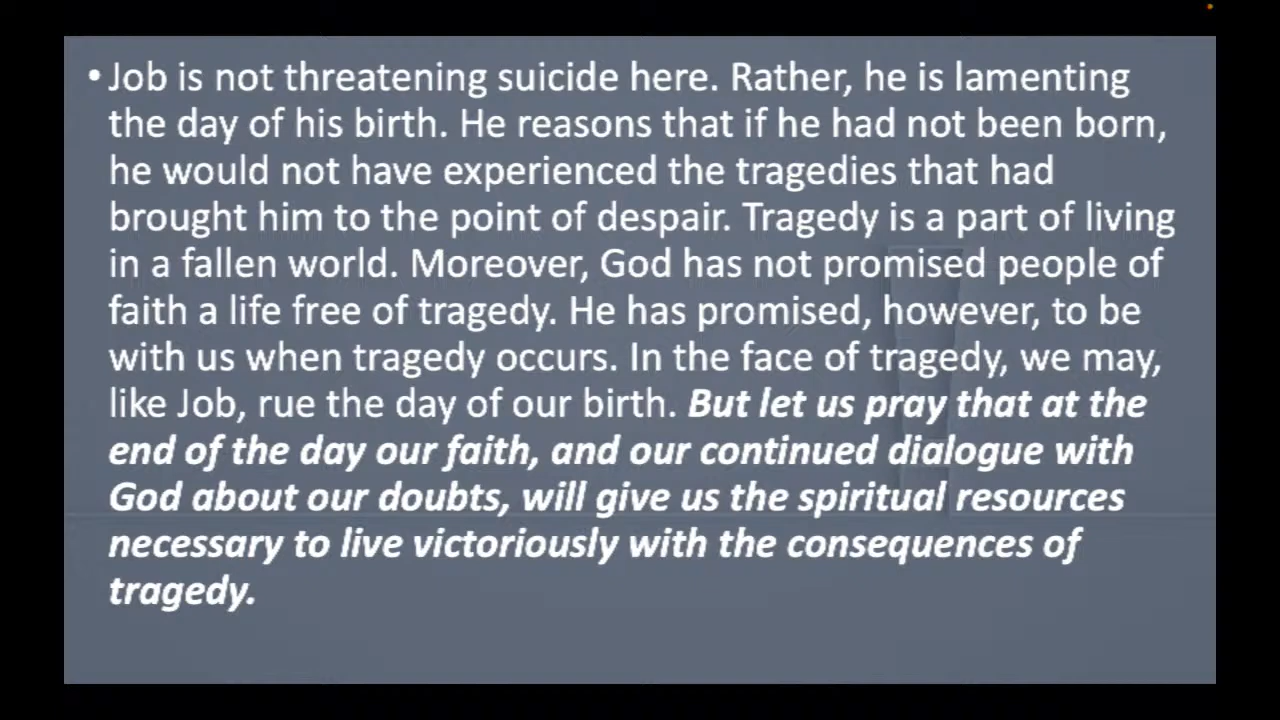 • Job is not threatening suicide here. Rather, he is lamenting
the day of his birth. He reasons that if he had not been born,
he would not have experienced the tragedies that had
brought him to the point of despair. Tragedy is a part of living
in a fallen world. Moreover, God has not promised people of
faith a life free of tragedy. He has promised, however, to be
with us when tragedy occurs. In the face of tragedy, we may,
like Job, rue the day of our birth. But let us pray that at the
end of the day our faith, and our continued dialogue with
God about our doubts, will give us the spiritual resources
necessary to live victoriously with the consequences of
tragedy.